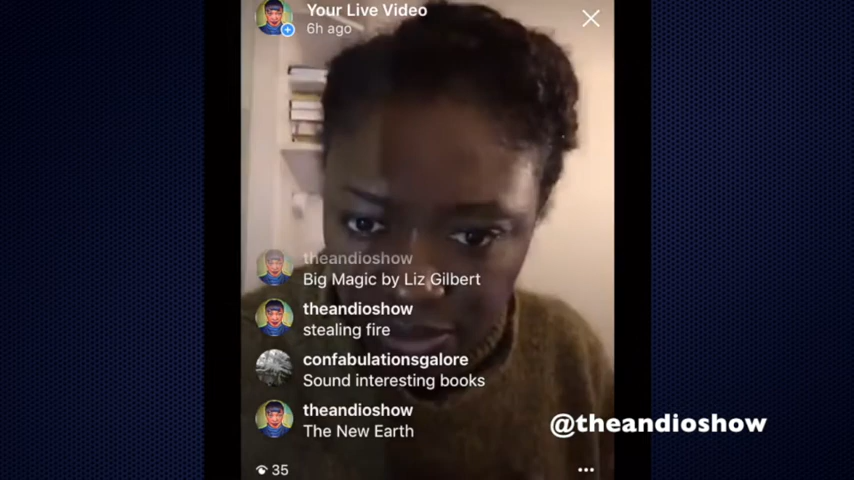 Your Live Video
6h ago
theandioshow
Big Magic by Liz Gilbert
theandioshow
stealing fire
confabulationsgalore
Sound interesting books
theandioshow
The New Earth
@theandioshow
35